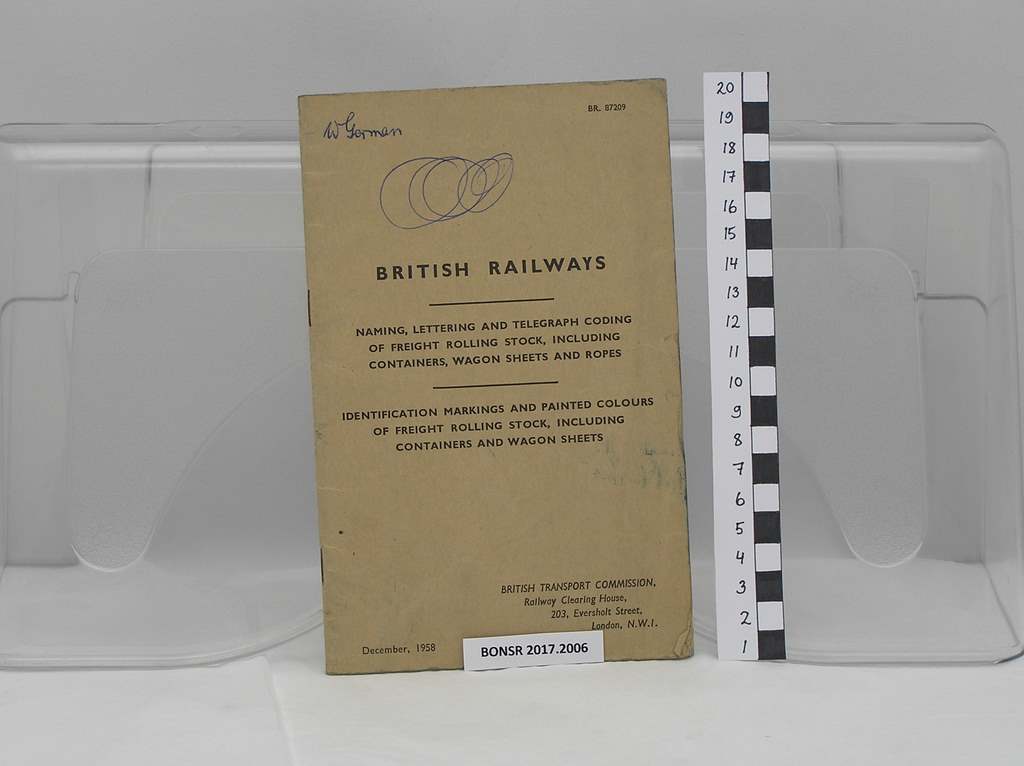 W German
BR. 87209
BRITISH RAILWAYS
NAMING, LETTERING AND TELEGRAPH CODING
OF FREIGHT ROLLING STOCK, INCLUDING
CONTAINERS, WAGON SHEETS AND ROPES
IDENTIFICATION MARKINGS AND PAINTED COLOURS
OF FREIGHT ROLLING STOCK, INCLUDING
CONTAINERS AND WAGON SHEETS
BRITISH TRANSPORT COMMISSION,
Railway Clearing House,
203, Eversholt Street,
London, N.W.1.
December, 1958
BONSR 2017.2006
20
19
18
17
16
15
14
13
12
11
10
9
8
7
6
5
4
3
2
1